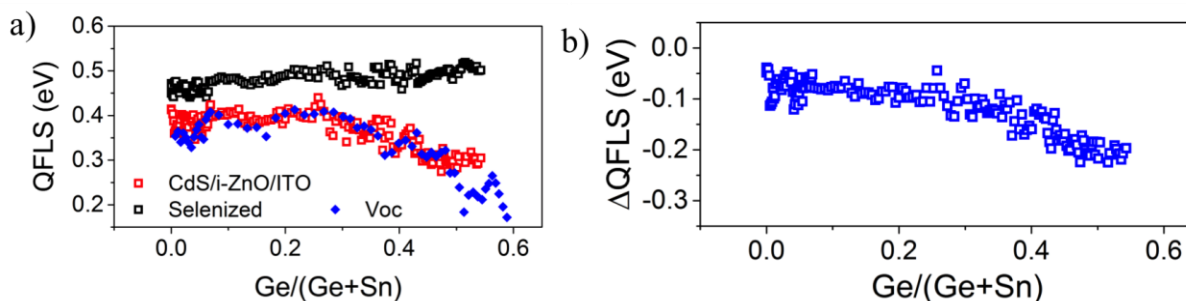 a)
0.6
0.5
0.4
0.3
0.2
QFLS (eV)
CdS/i-ZnO/ITO
Selenized
Voc
0.0 0.2 0.4 0.6
Ge/(Ge+Sn)
b)
0.0
-0.1
-0.2
-0.3
ΔQFLS (eV)
0.0 0.2 0.4 0.6
Ge/(Ge+Sn)